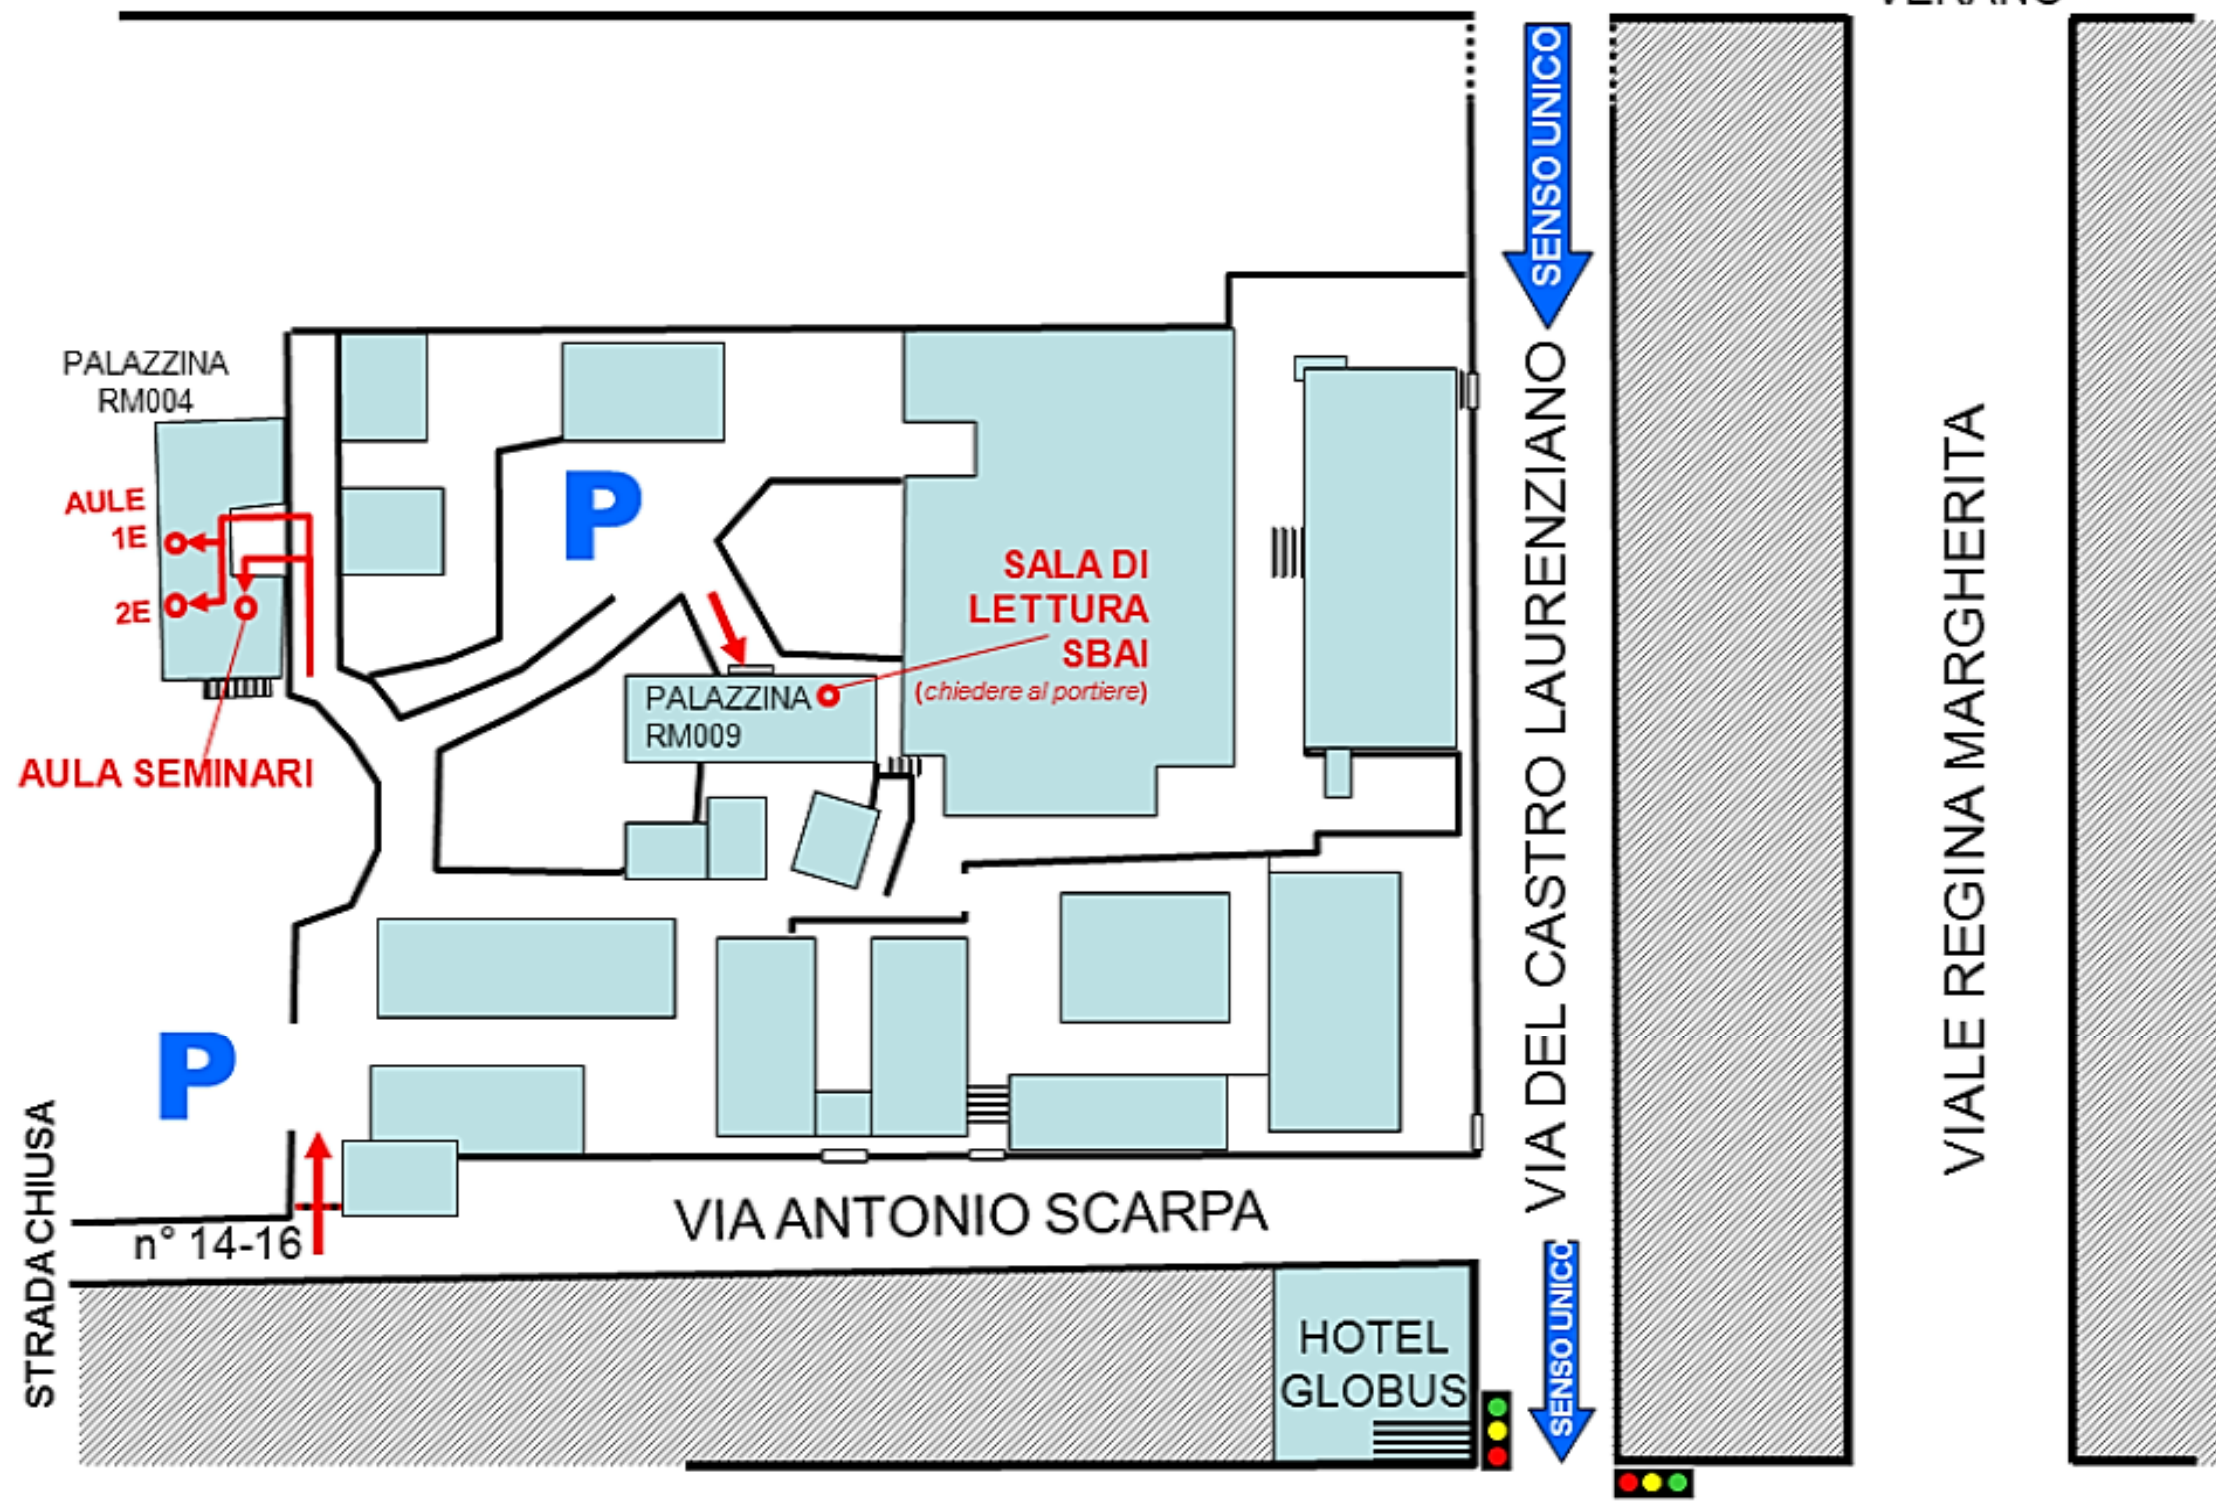 VERANO
SENSO UNICO
PALAZZINA
RM004
AULE
1E
2E
AULA SEMINARI
P
SALA DI
LETTURA
SBAI
(chiedere al portiere)
PALAZZINA
RM009
VIA DEL CASTRO LAURENZIANO
VIALE REGINA MARGHERITA
P
STRADA CHIUSA
n° 14-16
VIA ANTONIO SCARPA
SENSO UNICO
HOTEL
GLOBUS